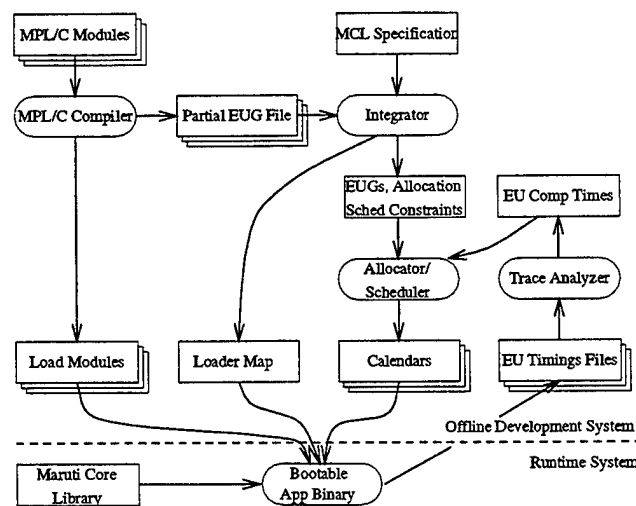 MPL/C Modules
MCL Specification
MPL/C Compiler
Partial EUG File
Integrator
EUGs, Allocation
Sched Constraints
EU Comp Times
Allocator/
Scheduler
Trace Analyzer
Load Modules
Loader Map
Calendars
EU Timings Files
Offline Development System
Runtime System
Maruti Core
Library
Bootable
App Binary